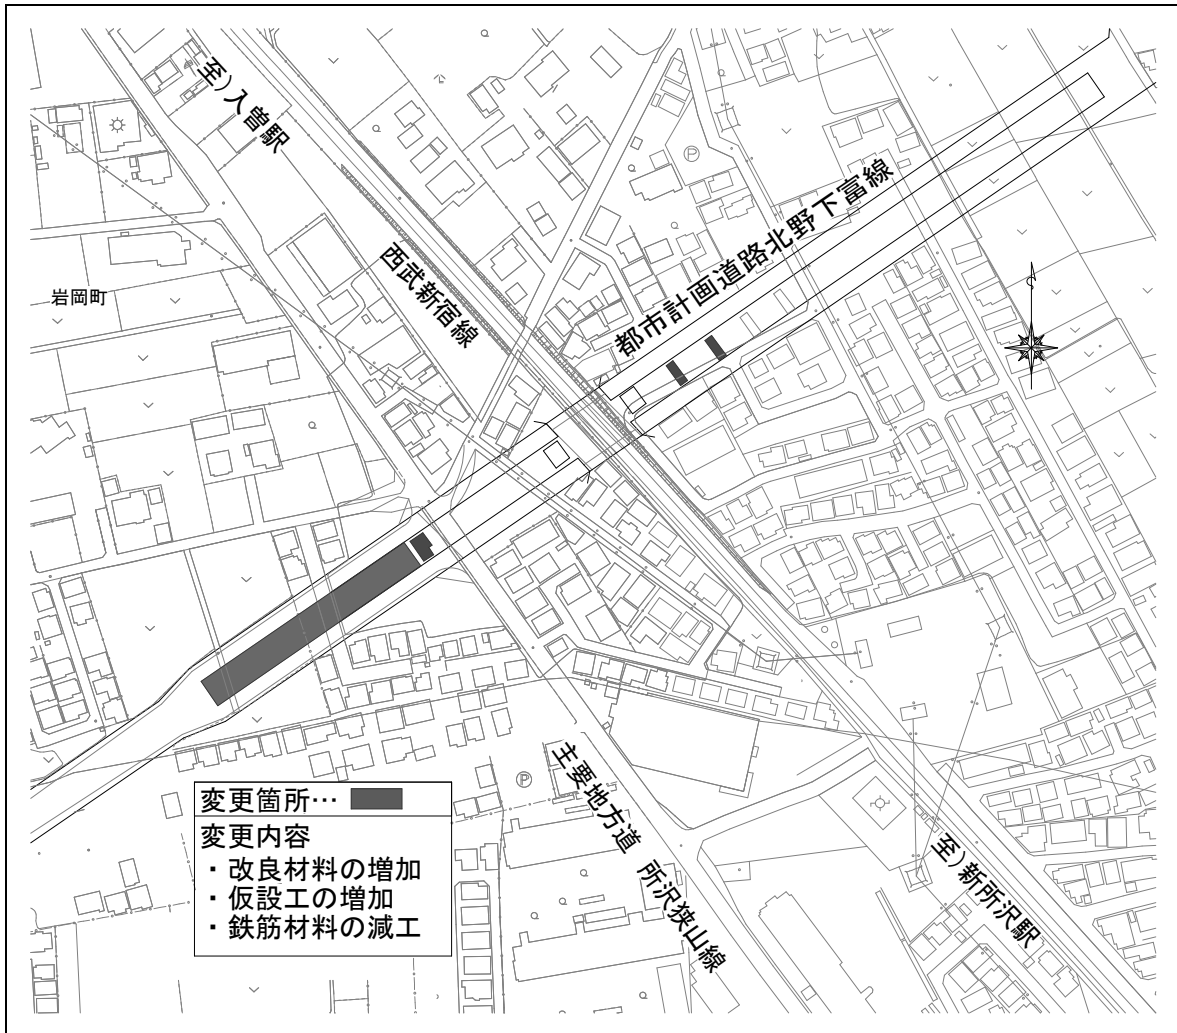 至)入曽駅
西武新宿線
都市計画道路北野下富線
岩岡町
Ⓟ
Ⓟ
変更箇所…
変更内容
・改良材料の増加
・仮設工の増加
・鉄筋材料の減工
主要地方道 所沢狭山線
至)新所沢駅